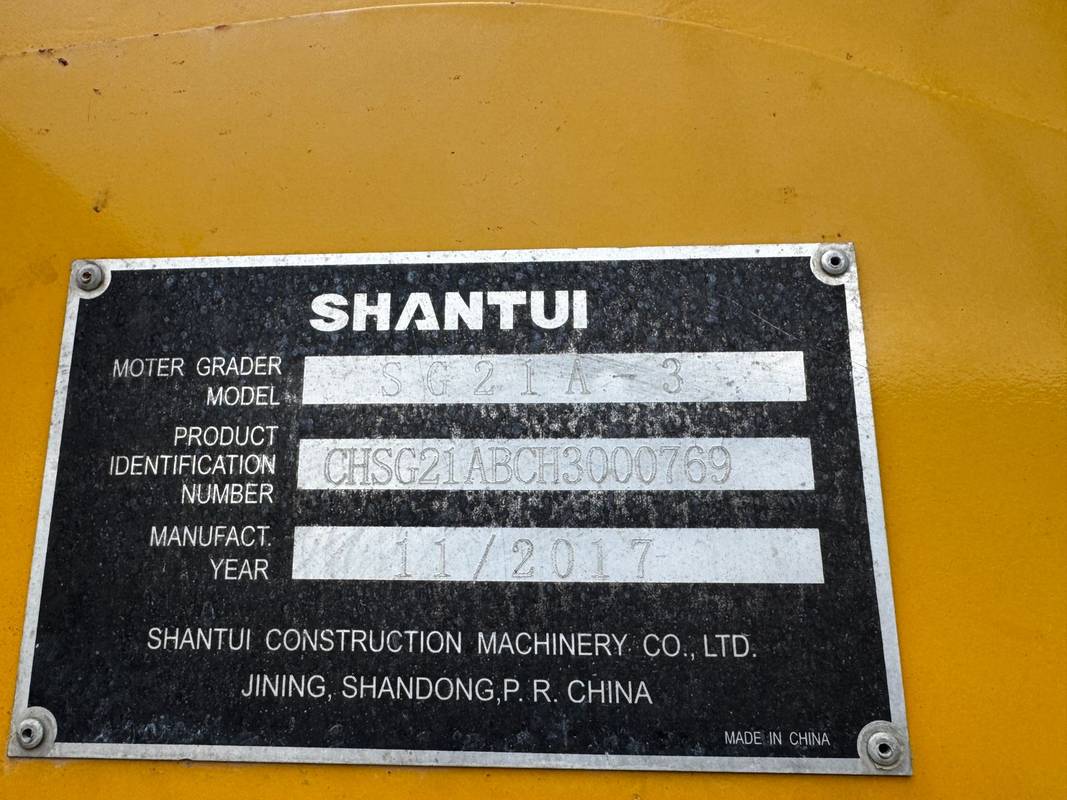 SHANTUI
MOTER GRADER
MODEL
SG21A-3
PRODUCT
IDENTIFICATION
NUMBER
CHSG21ABCH3000769
MANUFACT.
YEAR
11/2017
SHANTUI CONSTRUCTION MACHINERY CO., LTD.
JINING, SHANDONG,P. R. CHINA
MADE IN CHINA